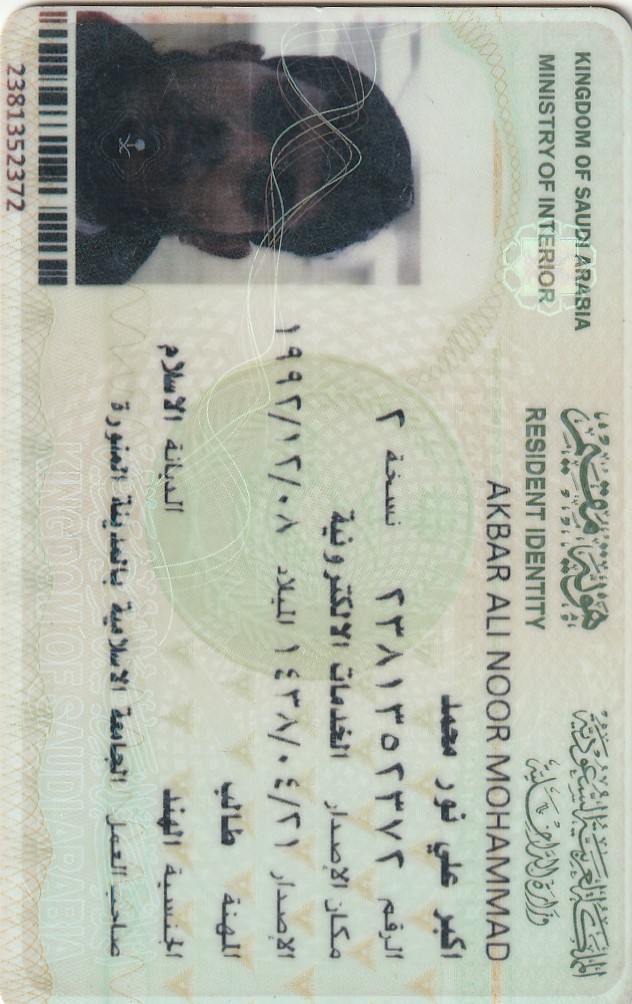 KINGDOM OF SAUDI ARABIA
MINISTRY OF INTERIOR
هوية مقيم
RESIDENT IDENTITY
المملكة العربية السعودية
وزارة الداخلية
AKBAR ALI NOOR MOHAMMAD
اكبر علي نور محمد
الرقم ٢٣٨١٣٥٢٣٧٢ نسخة ٢
مكان الإصدار الخدمات الالكترونية
الإصدار ١٤٣٨/٠٤/٢١ الميلاد ١٩٩٢/١٢/٠٨
المهنة طالب
الجنسية الهند الديانة الاسلام
صاحب العمل الجامعة الاسلامية بالمدينة المنورة
KINGDOM OF SAUDI ARABIA
2381352372